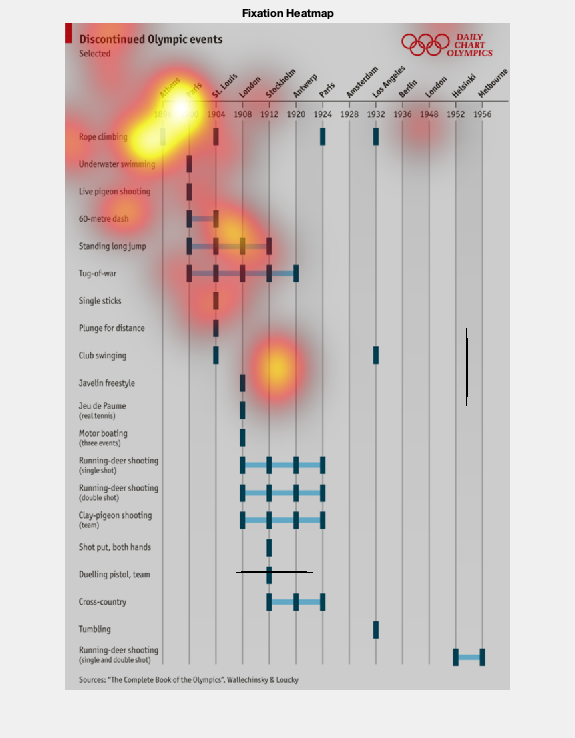 Fixation Heatmap
Discontinued Olympic events
Selected
DAILY
CHART
OLYMPICS
Athens Paris St. Louis London Stockholm Antwerp Paris Amsterdam Los Angeles Berlin London Helsinki Melbourne
1904 1908 1912 1920 1924 1928 1932 1936 1948 1952 1956
Rope climbing
Underwater swimming
Live pigeon shooting
60-metre dash
Standing long jump
Tug-of-war
Single sticks
Plunge for distance
Club swinging
Javelin freestyle
Jeu de Paume
(real tennis)
Motor boating
(three events)
Running-deer shooting
(single shot)
Running-deer shooting
(double shot)
Clay-pigeon shooting
(team)
Shot put, both hands
Duelling pistol, team
Cross-country
Tumbling
Running-deer shooting
(single and double shot)
Sources: "The Complete Book of the Olympics", Wallechinsky & Loucky